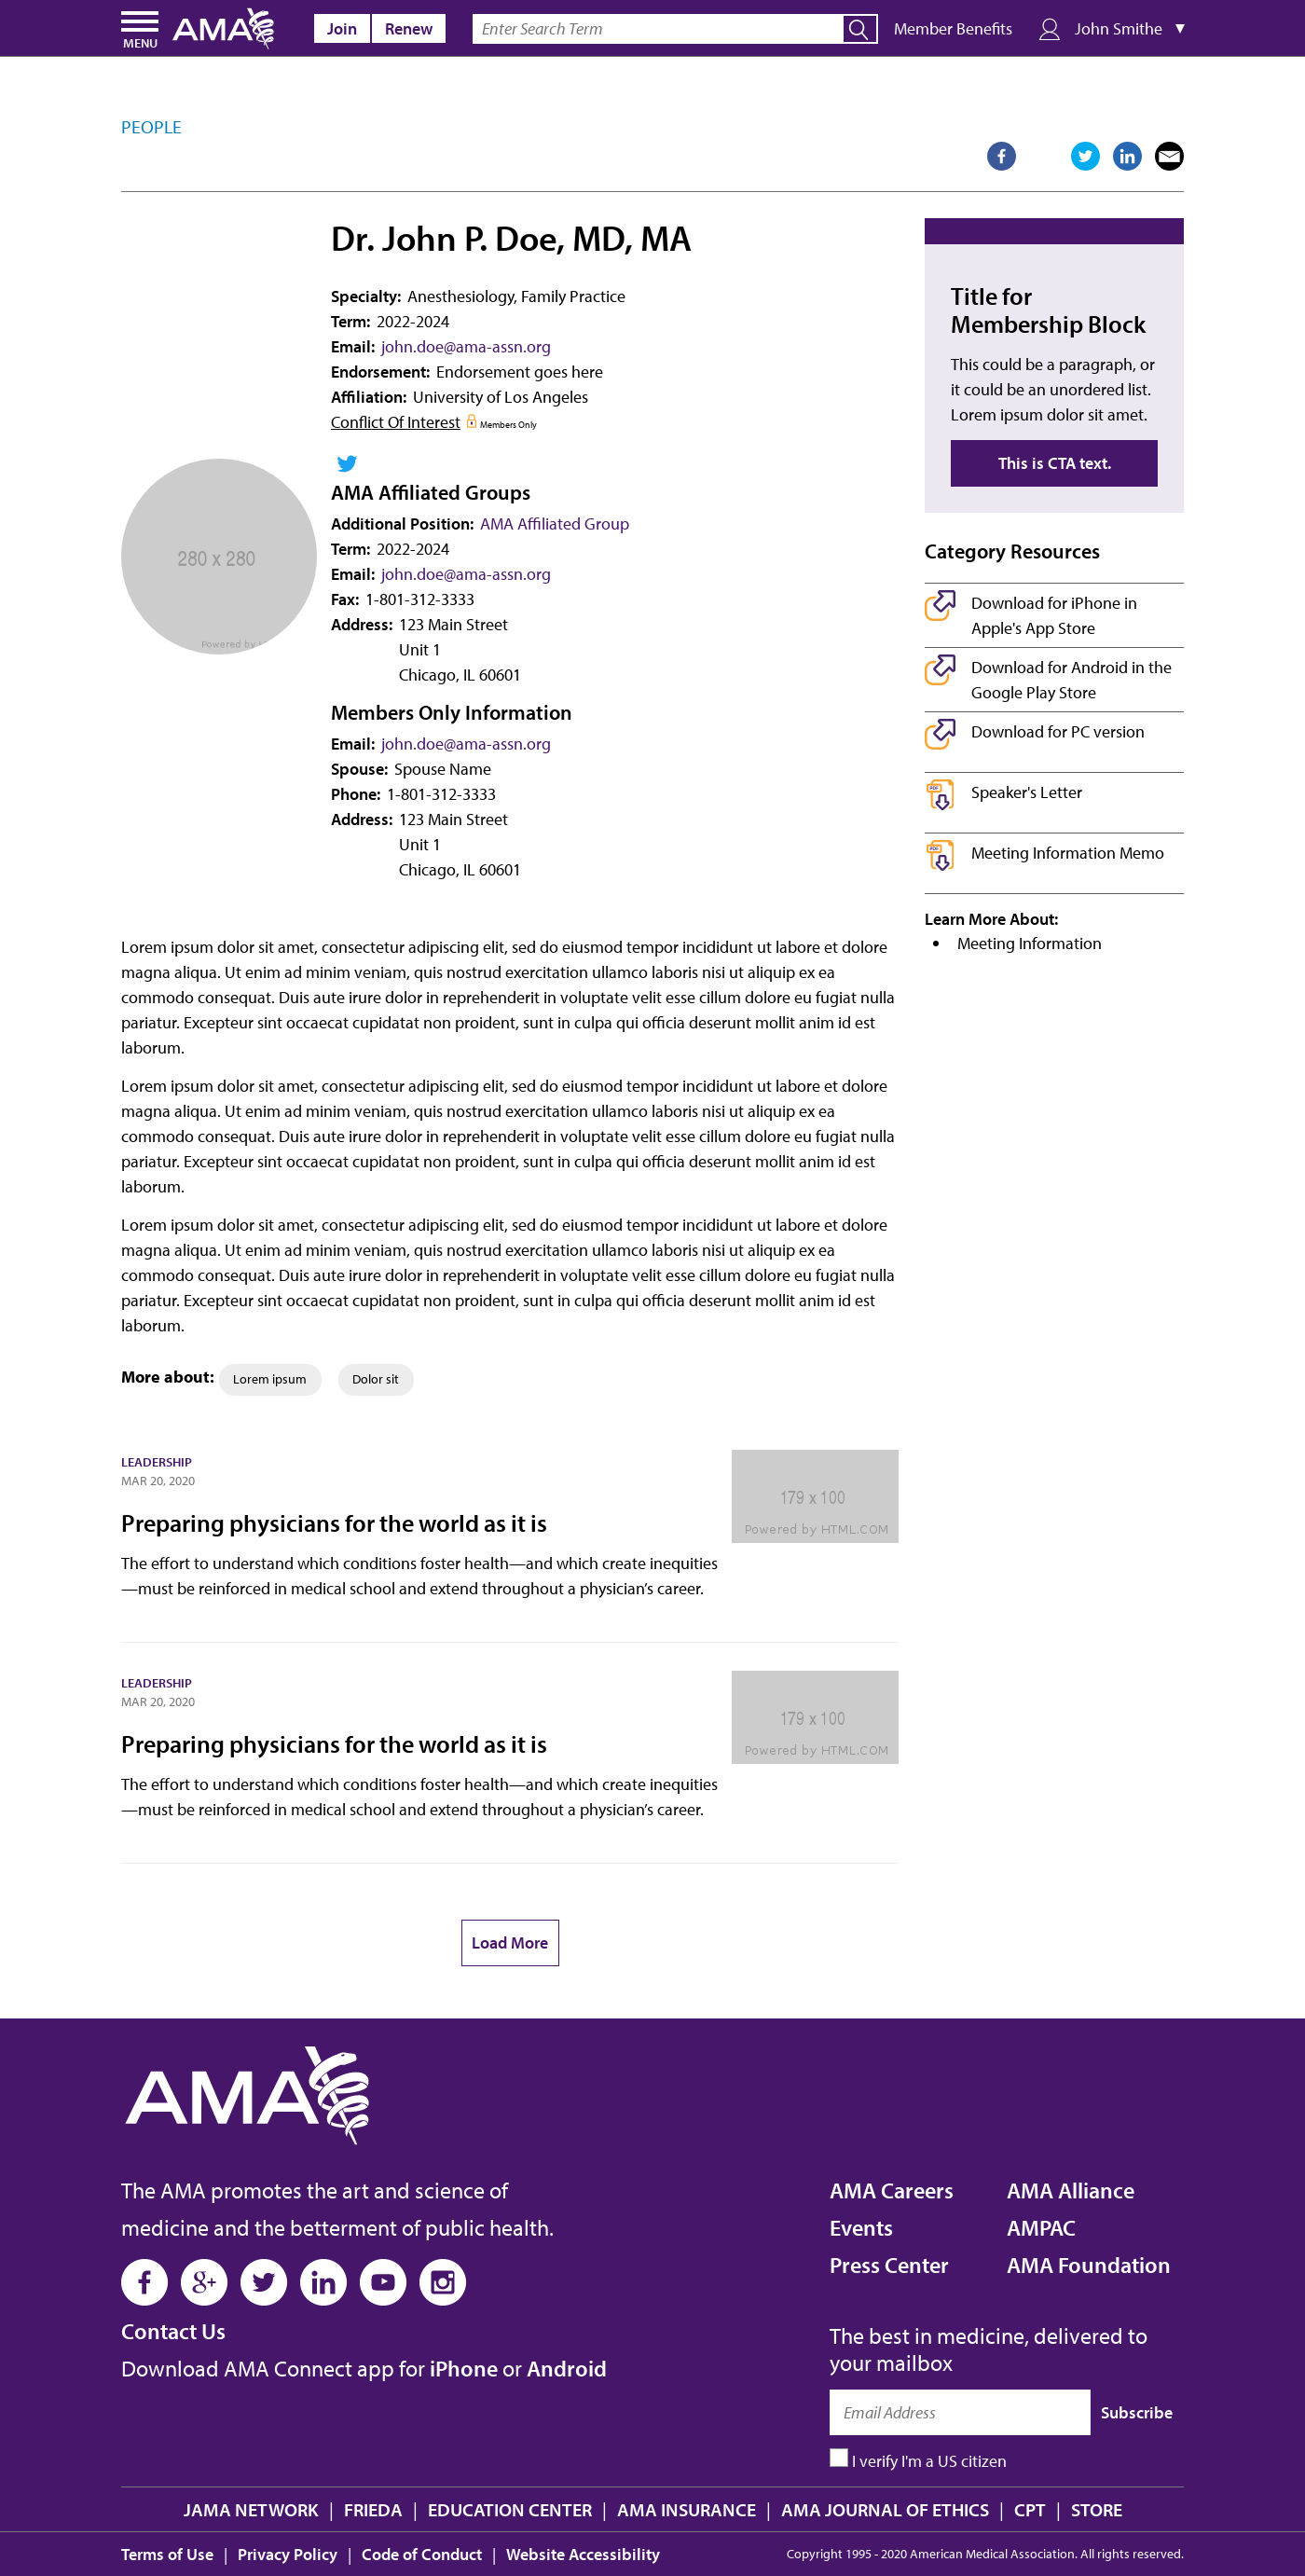 MENU
AMA
Join
Renew
Enter Search Term
Member Benefits
John Smithe ▼
PEOPLE
Dr. John P. Doe, MD, MA
Specialty: Anesthesiology, Family Practice
Term: 2022-2024
Email: john.doe@ama-assn.org
Endorsement: Endorsement goes here
Affiliation: University of Los Angeles
Conflict Of Interest Members Only
280 x 280
Powered by
AMA Affiliated Groups
Additional Position: AMA Affiliated Group
Term: 2022-2024
Email: john.doe@ama-assn.org
Fax: 1-801-312-3333
Address: 123 Main Street
Unit 1
Chicago, IL 60601
Members Only Information
Email: john.doe@ama-assn.org
Spouse: Spouse Name
Phone: 1-801-312-3333
Address: 123 Main Street
Unit 1
Chicago, IL 60601
Title for
Membership Block
This could be a paragraph, or
it could be an unordered list.
Lorem ipsum dolor sit amet.
This is CTA text.
Category Resources
Download for iPhone in
Apple's App Store
Download for Android in the
Google Play Store
Download for PC version
PDF
Speaker's Letter
PDF
Meeting Information Memo
Learn More About:
• Meeting Information
Lorem ipsum dolor sit amet, consectetur adipiscing elit, sed do eiusmod tempor incididunt ut labore et dolore
magna aliqua. Ut enim ad minim veniam, quis nostrud exercitation ullamco laboris nisi ut aliquip ex ea
commodo consequat. Duis aute irure dolor in reprehenderit in voluptate velit esse cillum dolore eu fugiat nulla
pariatur. Excepteur sint occaecat cupidatat non proident, sunt in culpa qui officia deserunt mollit anim id est
laborum.
Lorem ipsum dolor sit amet, consectetur adipiscing elit, sed do eiusmod tempor incididunt ut labore et dolore
magna aliqua. Ut enim ad minim veniam, quis nostrud exercitation ullamco laboris nisi ut aliquip ex ea
commodo consequat. Duis aute irure dolor in reprehenderit in voluptate velit esse cillum dolore eu fugiat nulla
pariatur. Excepteur sint occaecat cupidatat non proident, sunt in culpa qui officia deserunt mollit anim id est
laborum.
Lorem ipsum dolor sit amet, consectetur adipiscing elit, sed do eiusmod tempor incididunt ut labore et dolore
magna aliqua. Ut enim ad minim veniam, quis nostrud exercitation ullamco laboris nisi ut aliquip ex ea
commodo consequat. Duis aute irure dolor in reprehenderit in voluptate velit esse cillum dolore eu fugiat nulla
pariatur. Excepteur sint occaecat cupidatat non proident, sunt in culpa qui officia deserunt mollit anim id est
laborum.
More about: Lorem ipsum Dolor sit
LEADERSHIP
MAR 20, 2020
Preparing physicians for the world as it is
The effort to understand which conditions foster health—and which create inequities
—must be reinforced in medical school and extend throughout a physician’s career.
179 x 100
Powered by HTML.COM
LEADERSHIP
MAR 20, 2020
Preparing physicians for the world as it is
The effort to understand which conditions foster health—and which create inequities
—must be reinforced in medical school and extend throughout a physician’s career.
179 x 100
Powered by HTML.COM
Load More
AMA
The AMA promotes the art and science of
medicine and the betterment of public health.
Contact Us
Download AMA Connect app for iPhone or Android
AMA Careers
Events
Press Center
AMA Alliance
AMPAC
AMA Foundation
The best in medicine, delivered to
your mailbox
Email Address
Subscribe
I verify I'm a US citizen
JAMA NETWORK | FRIEDA | EDUCATION CENTER | AMA INSURANCE | AMA JOURNAL OF ETHICS | CPT | STORE
Terms of Use | Privacy Policy | Code of Conduct | Website Accessibility
Copyright 1995 - 2020 American Medical Association. All rights reserved.